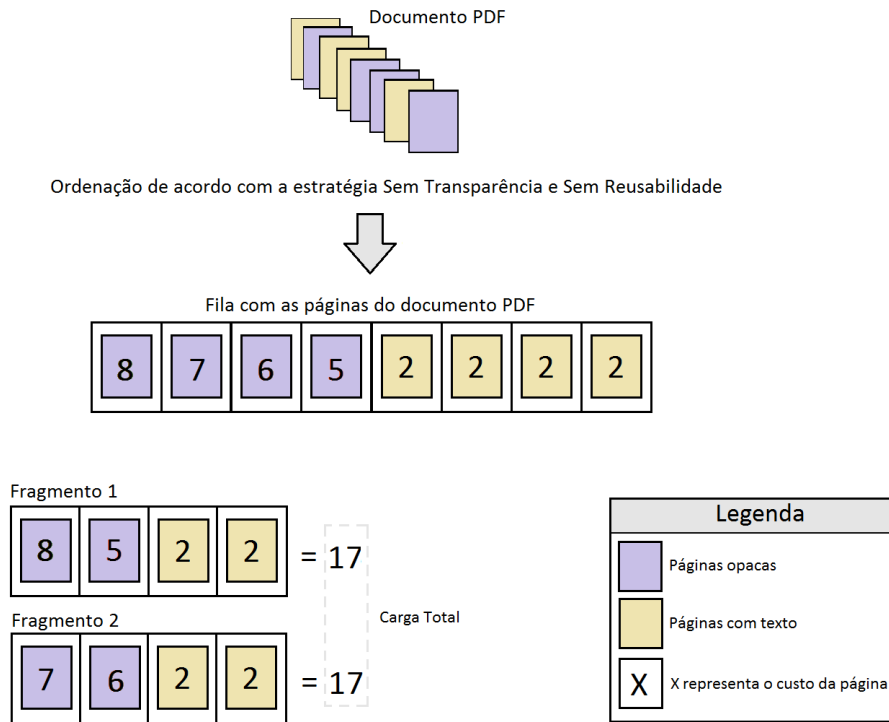 Documento PDF
Ordenação de acordo com a estratégia Sem Transparência e Sem Reusabilidade
Fila com as páginas do documento PDF
8 7 6 5 2 2 2 2
Fragmento 1
8 5 2 2 = 17
Carga Total
Fragmento 2
7 6 2 2 = 17
Legenda
Páginas opacas
Páginas com texto
X X representa o custo da página